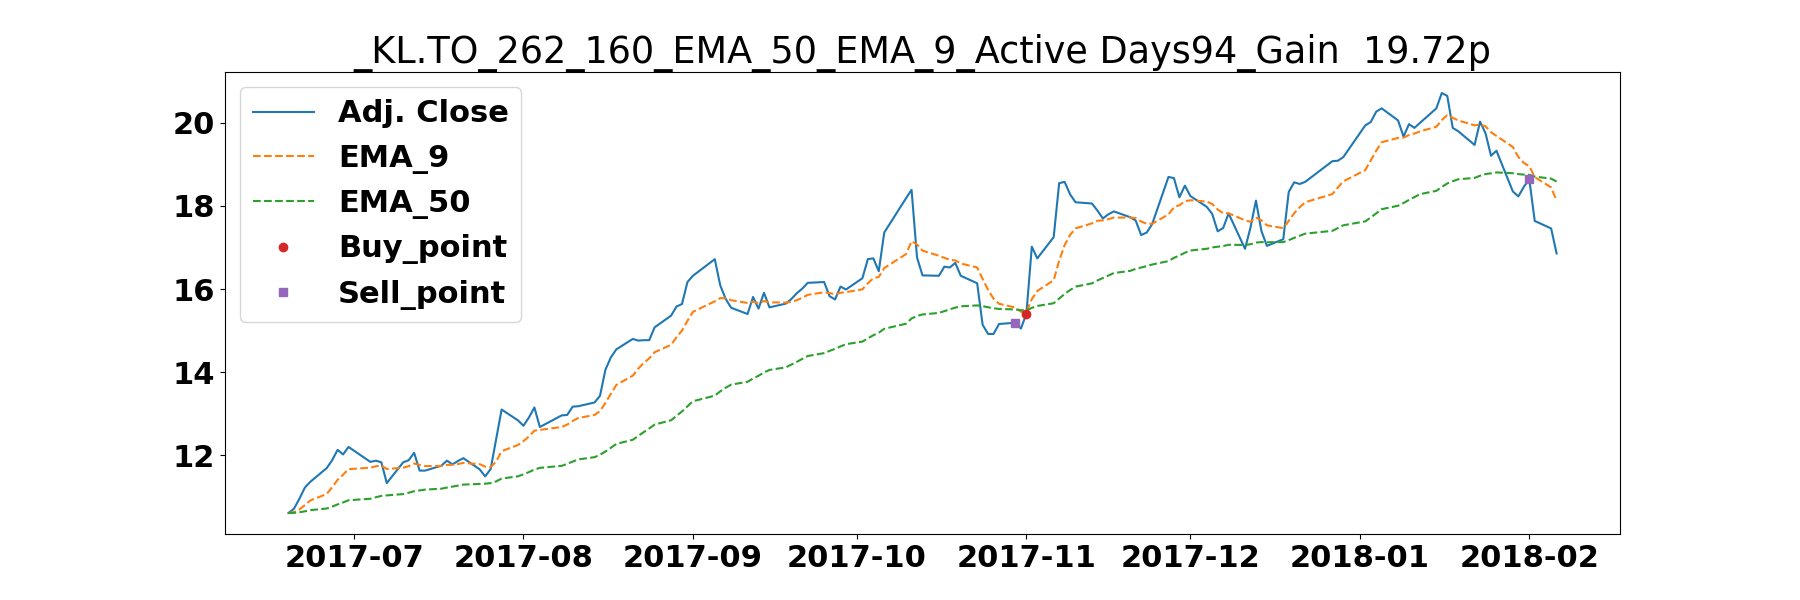 _KL.TO_262_160_EMA_50_EMA_9_Active Days94_Gain  19.72p
Adj. Close
EMA_9
EMA_50
Buy_point
Sell_point
20
18
16
14
12
2017-07 2017-08 2017-09 2017-10 2017-11 2017-12 2018-01 2018-02